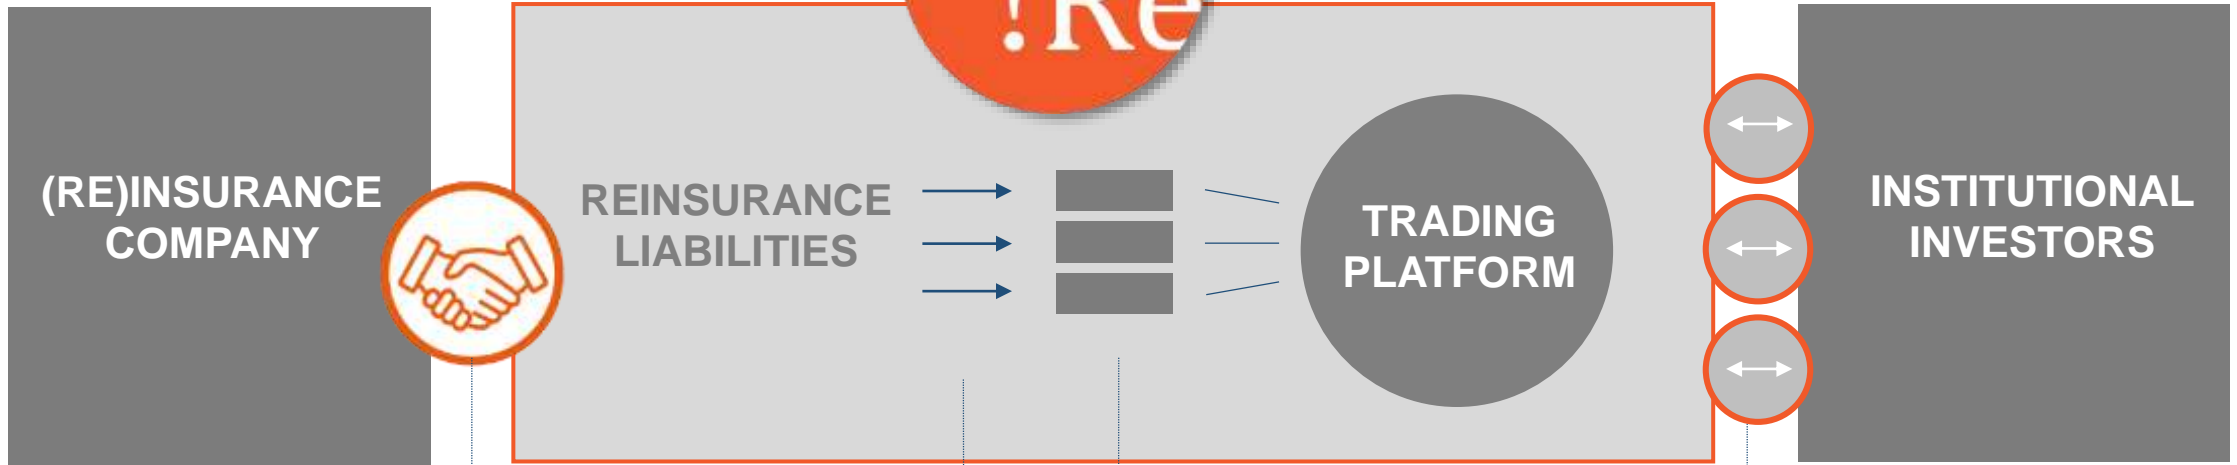 !Re
(RE)INSURANCE
COMPANY
REINSURANCE
LIABILITIES
TRADING
PLATFORM
INSTITUTIONAL
INVESTORS